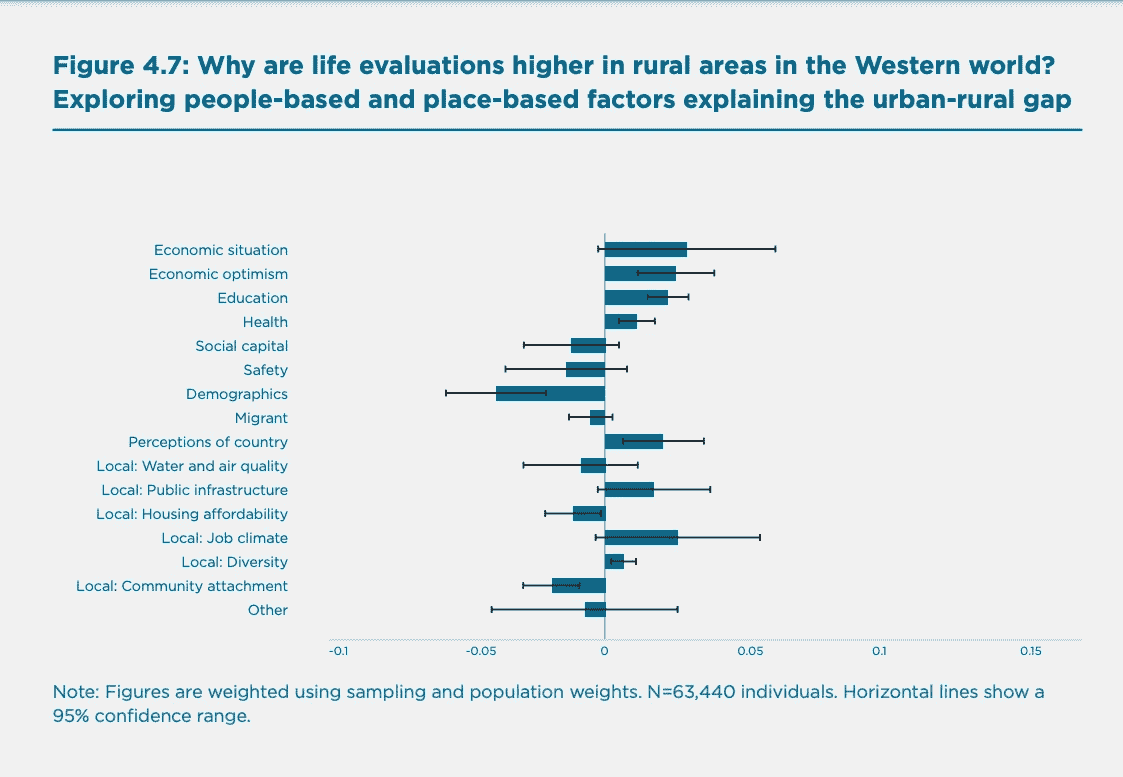 Figure 4.7: Why are life evaluations higher in rural areas in the Western world?
Exploring people-based and place-based factors explaining the urban-rural gap
Economic situation
Economic optimism
Education
Health
Social capital
Safety
Demographics
Migrant
Perceptions of country
Local: Water and air quality
Local: Public infrastructure
Local: Housing affordability
Local: Job climate
Local: Diversity
Local: Community attachment
Other
-0.1 -0.05 0 0.05 0.1 0.15
Note: Figures are weighted using sampling and population weights. N=63,440 individuals. Horizontal lines show a
95% confidence range.